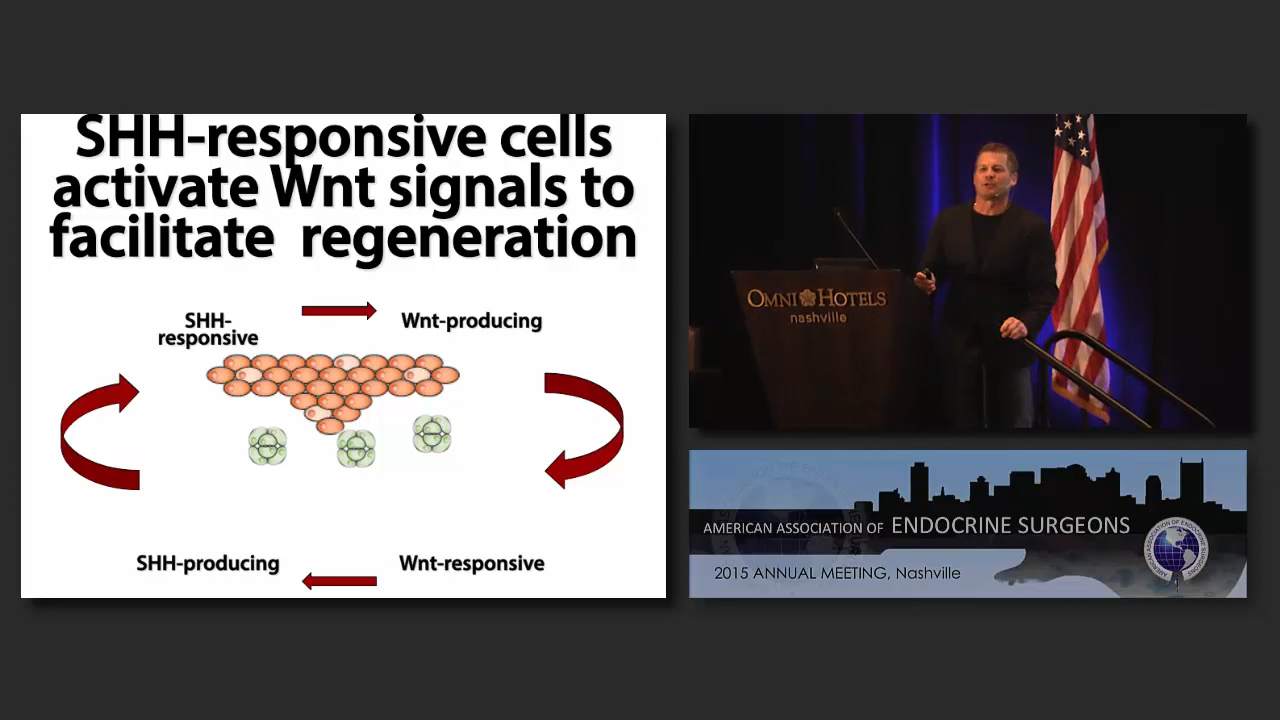 SHH-responsive cells
activate Wnt signals to
facilitate regeneration
SHH-
responsive
Wnt-producing
SHH-producing
Wnt-responsive
OMNI HOTELS
nashville
AMERICAN ASSOCIATION OF ENDOCRINE SURGEONS
2015 ANNUAL MEETING, Nashville